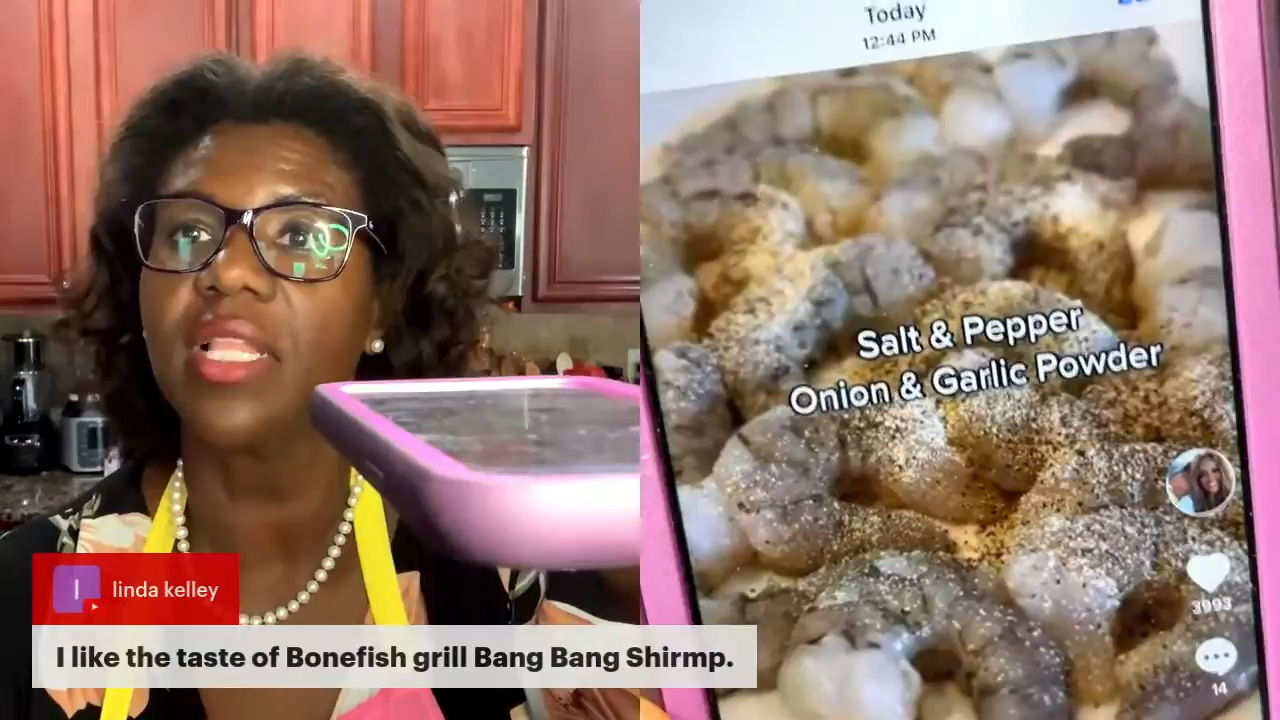 Today
12:44 PM
Salt & Pepper
Onion & Garlic Powder
3993
14
I
linda kelley
I like the taste of Bonefish grill Bang Bang Shirmp.